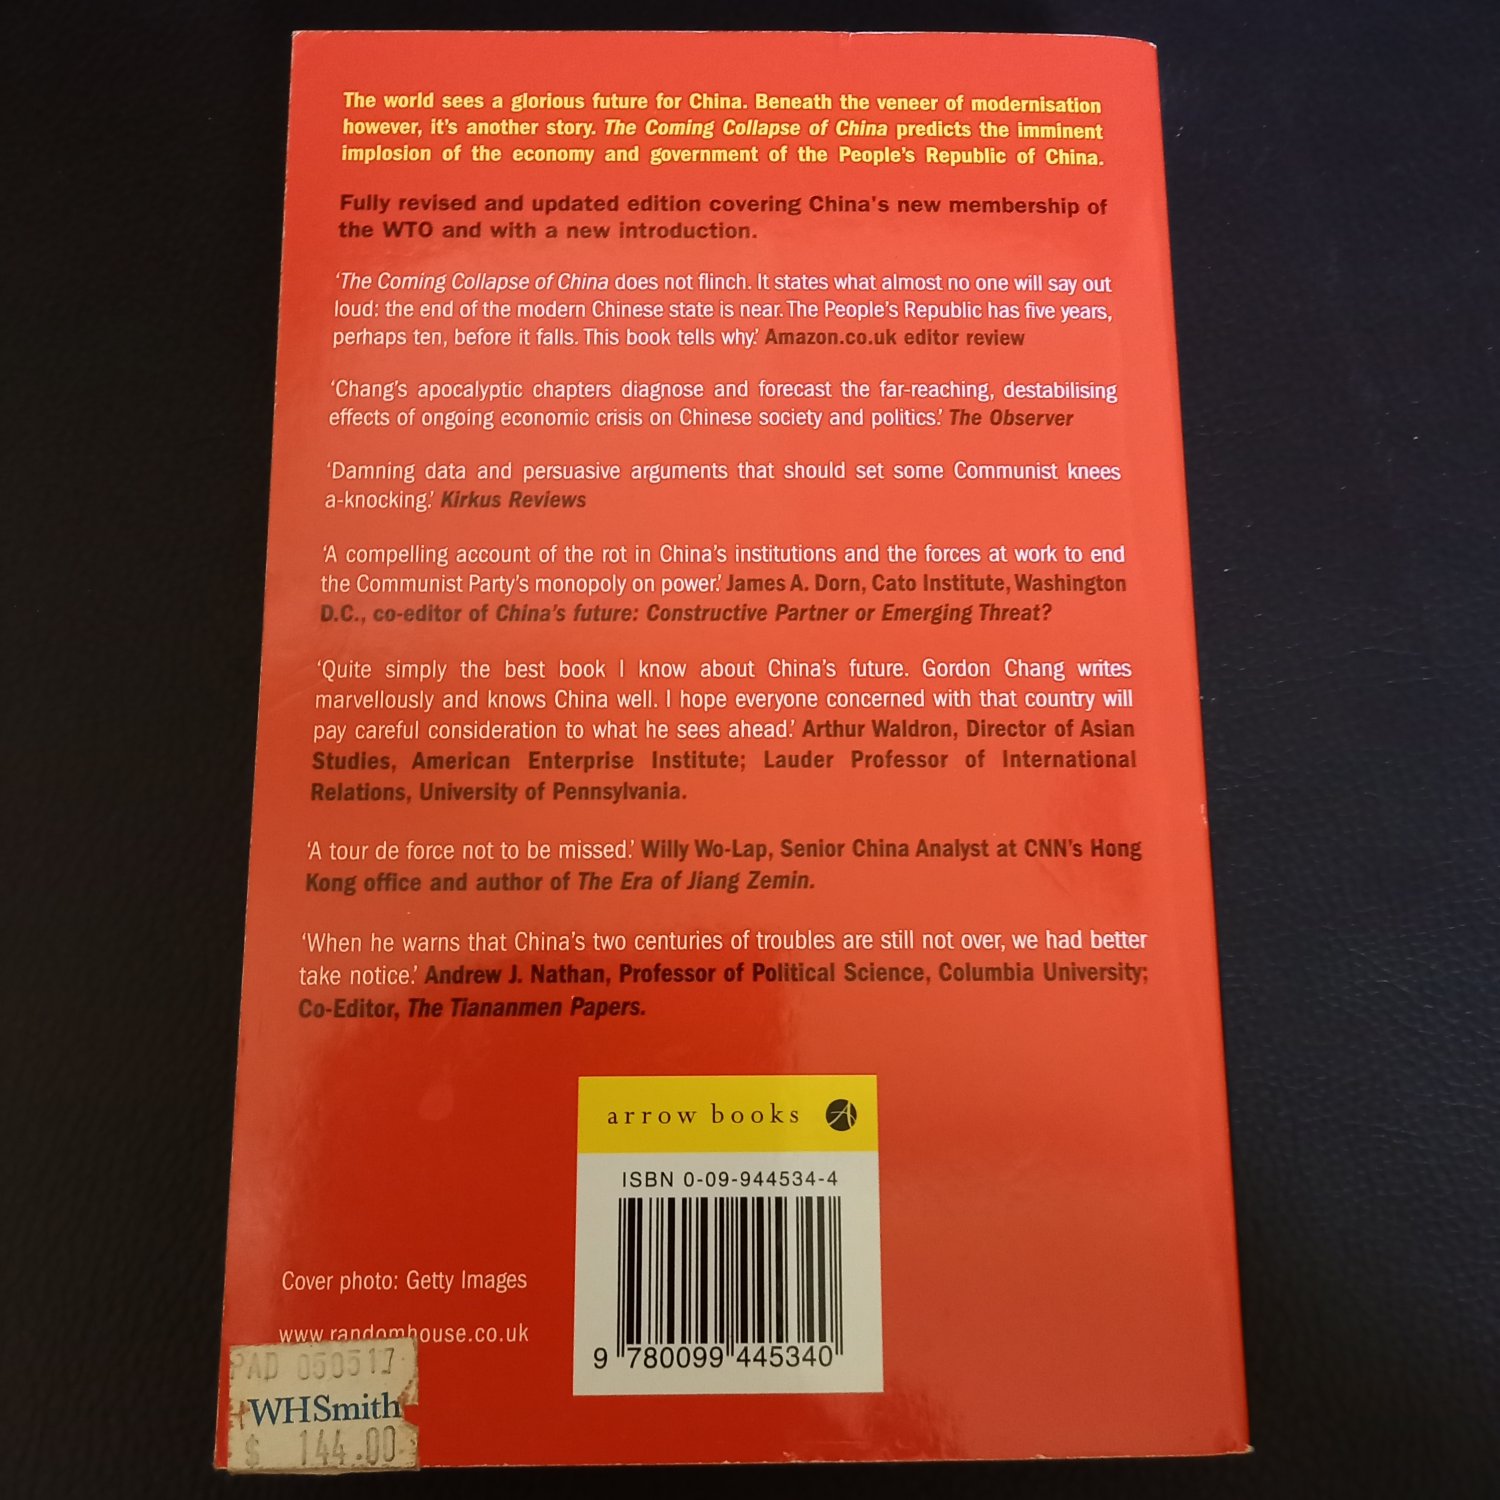 The world sees a glorious future for China. Beneath the veneer of modernisation
however, it's another story. The Coming Collapse of China predicts the imminent
implosion of the economy and government of the People's Republic of China.
Fully revised and updated edition covering China's new membership of
the WTO and with a new introduction.
‘The Coming Collapse of China does not flinch. It states what almost no one will say out
loud: the end of the modern Chinese state is near. The People's Republic has five years,
perhaps ten, before it falls. This book tells why.’ Amazon.co.uk editor review
‘Chang's apocalyptic chapters diagnose and forecast the far-reaching, destabilising
effects of ongoing economic crisis on Chinese society and politics.’ The Observer
‘Damning data and persuasive arguments that should set some Communist knees
a-knocking.’ Kirkus Reviews
‘A compelling account of the rot in China's institutions and the forces at work to end
the Communist Party's monopoly on power.’ James A. Dorn, Cato Institute, Washington
D.C., co-editor of China's future: Constructive Partner or Emerging Threat?
‘Quite simply the best book I know about China's future. Gordon Chang writes
marvellously and knows China well. I hope everyone concerned with that country will
pay careful consideration to what he sees ahead.’ Arthur Waldron, Director of Asian
Studies, American Enterprise Institute; Lauder Professor of International
Relations, University of Pennsylvania.
‘A tour de force not to be missed.’ Willy Wo-Lap, Senior China Analyst at CNN's Hong
Kong office and author of The Era of Jiang Zemin.
‘When he warns that China's two centuries of troubles are still not over, we had better
take notice.’ Andrew J. Nathan, Professor of Political Science, Columbia University;
Co-Editor, The Tiananmen Papers.
arrow books
ISBN 0-09-944534-4
9 780099 445340
Cover photo: Getty Images
www.randomhouse.co.uk
PAD 050517
WHSmith
$ 144.00